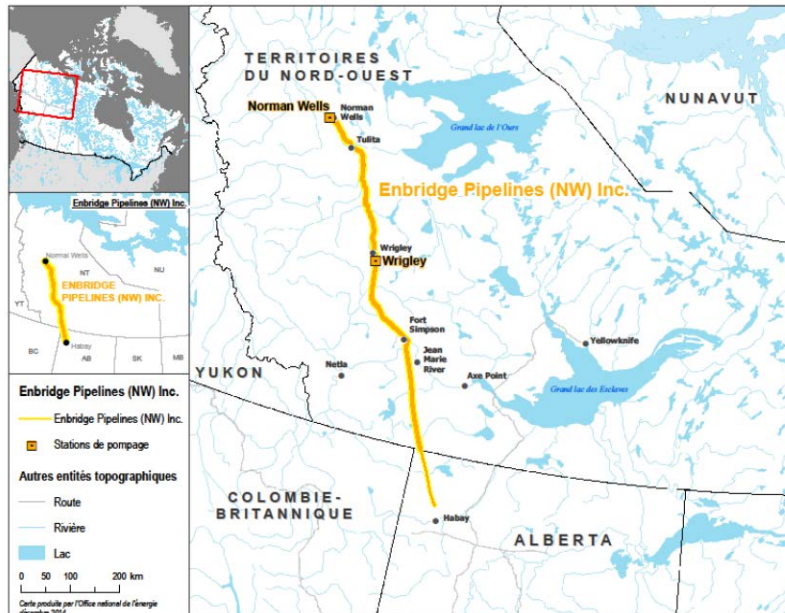 Enbridge Pipelines (NW) Inc.
Normal Wells
NT
NU
YT
ENBRIDGE
PIPELINES (NW) INC.
Habay
BC
AB
SK
MB
Enbridge Pipelines (NW) Inc.
Enbridge Pipelines (NW) Inc.
Stations de pompage
Autres entités topographiques
Route
Rivière
Lac
0 50 100 200 km
Carte produite par l'Office national de l'énergie
décembre 2014
TERRITOIRES
DU NORD-OUEST
NUNAVUT
Norman Wells
Norman
Wells
Grand lac de l'Ours
Tulita
Enbridge Pipelines (NW) Inc.
Wrigley
Wrigley
Fort
Simpson
Yellowknife
Jean
Marie
River
Netla
Axe Point
YUKON
Grand lac des Esclaves
COLOMBIE-
BRITANNIQUE
Habay
ALBERTA